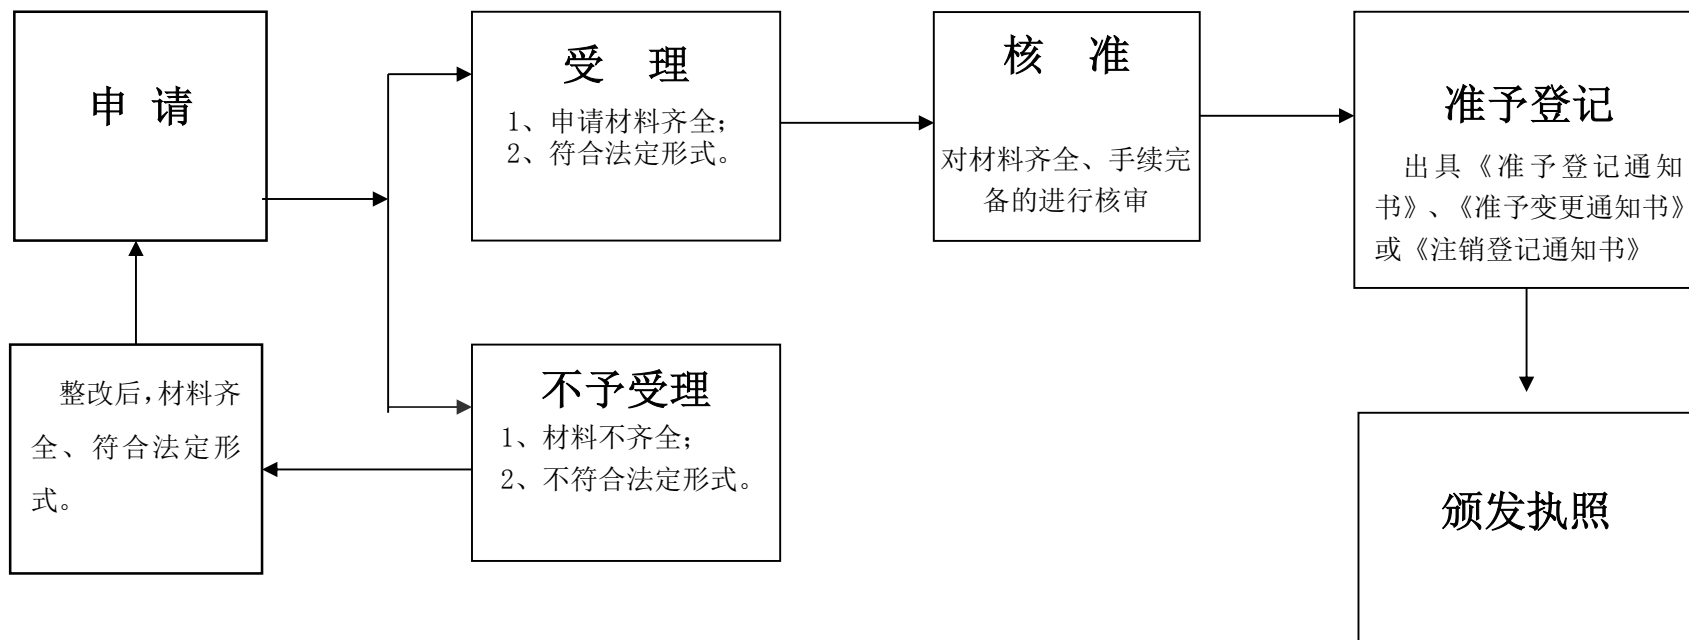 申 请
受 理
1、申请材料齐全；
2、符合法定形式。
核 准
对材料齐全、手续完
备的进行核审
准予登记
出具《准予登记通知
书》、《准予变更通知书》
或《注销登记通知书》
整改后，材料齐
全、符合法定形
式。
不予受理
1、材料不齐全；
2、不符合法定形式。
颁发执照